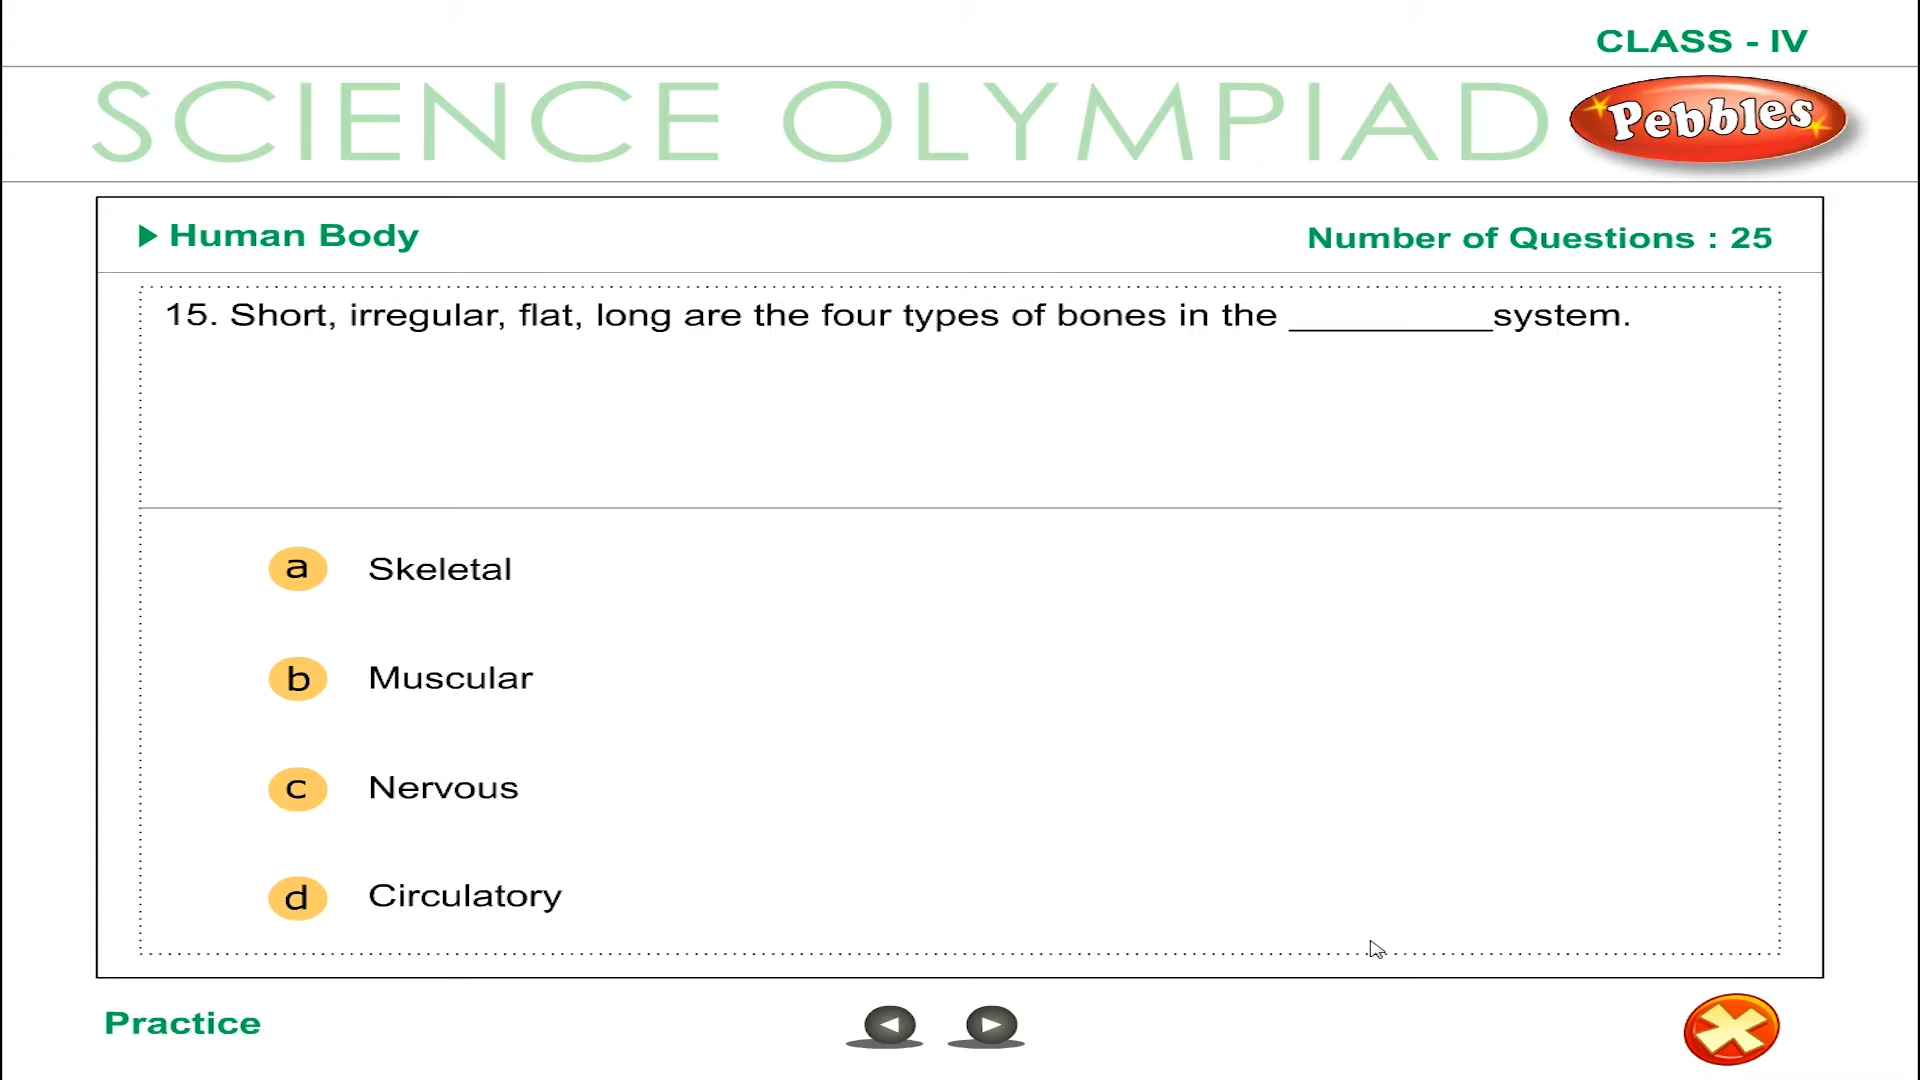 CLASS - IV
SCIENCE OLYMPIAD
Pebbles
Human Body
Number of Questions : 25
15. Short, irregular, flat, long are the four types of bones in the ____________system.
a Skeletal
b Muscular
c Nervous
d Circulatory
Practice